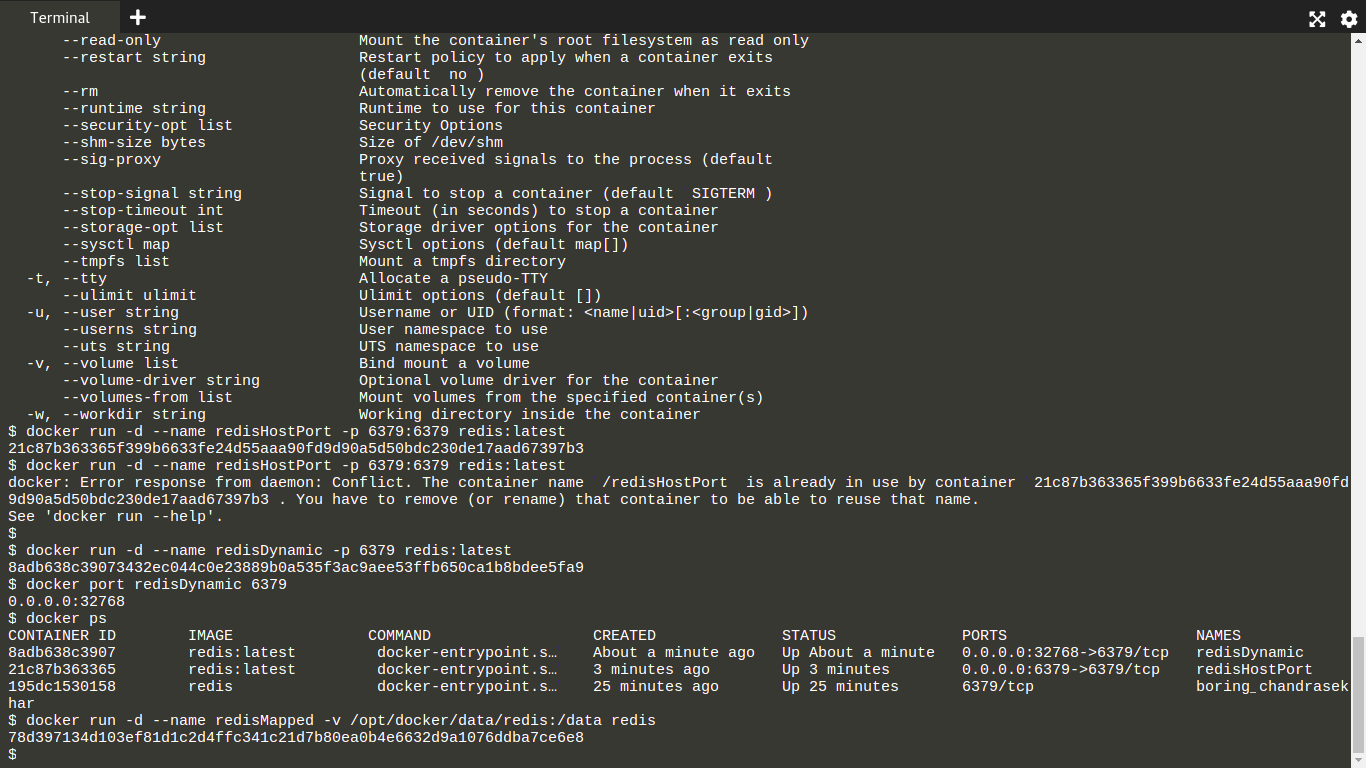 Terminal
--read-only Mount the container's root filesystem as read only
--restart string Restart policy to apply when a container exits
(default  no )
--rm Automatically remove the container when it exits
--runtime string Runtime to use for this container
--security-opt list Security Options
--shm-size bytes Size of /dev/shm
--sig-proxy Proxy received signals to the process (default
true)
--stop-signal string Signal to stop a container (default  SIGTERM )
--stop-timeout int Timeout (in seconds) to stop a container
--storage-opt list Storage driver options for the container
--sysctl map Sysctl options (default map[])
--tmpfs list Mount a tmpfs directory
-t, --tty Allocate a pseudo-TTY
--ulimit ulimit Ulimit options (default [])
-u, --user string Username or UID (format: <name|uid>[:<group|gid>])
--userns string User namespace to use
--uts string UTS namespace to use
-v, --volume list Bind mount a volume
--volume-driver string Optional volume driver for the container
--volumes-from list Mount volumes from the specified container(s)
-w, --workdir string Working directory inside the container
$ docker run -d --name redisHostPort -p 6379:6379 redis:latest
21c87b363365f399b6633fe24d55aaa90fd9d90a5d50bdc230de17aad67397b3
$ docker run -d --name redisHostPort -p 6379:6379 redis:latest
docker: Error response from daemon: Conflict. The container name  /redisHostPort  is already in use by container  21c87b363365f399b6633fe24d55aaa90fd
9d90a5d50bdc230de17aad67397b3 . You have to remove (or rename) that container to be able to reuse that name.
See 'docker run --help'.
$
$ docker run -d --name redisDynamic -p 6379 redis:latest
8adb638c39073432ec044c0e23889b0a535f3ac9aee53ffb650ca1b8bdee5fa9
$ docker port redisDynamic 6379
0.0.0.0:32768
$ docker ps
CONTAINER ID IMAGE COMMAND CREATED STATUS PORTS NAMES
8adb638c3907 redis:latest docker-entrypoint.s… About a minute ago Up About a minute 0.0.0.0:32768->6379/tcp redisDynamic
21c87b363365 redis:latest docker-entrypoint.s… 3 minutes ago Up 3 minutes 0.0.0.0:6379->6379/tcp redisHostPort
195dc1530158 redis docker-entrypoint.s… 25 minutes ago Up 25 minutes 6379/tcp boring_chandrasek
har
$ docker run -d --name redisMapped -v /opt/docker/data/redis:/data redis
78d397134d103ef81d1c2d4ffc341c21d7b80ea0b4e6632d9a1076ddba7ce6e8
$